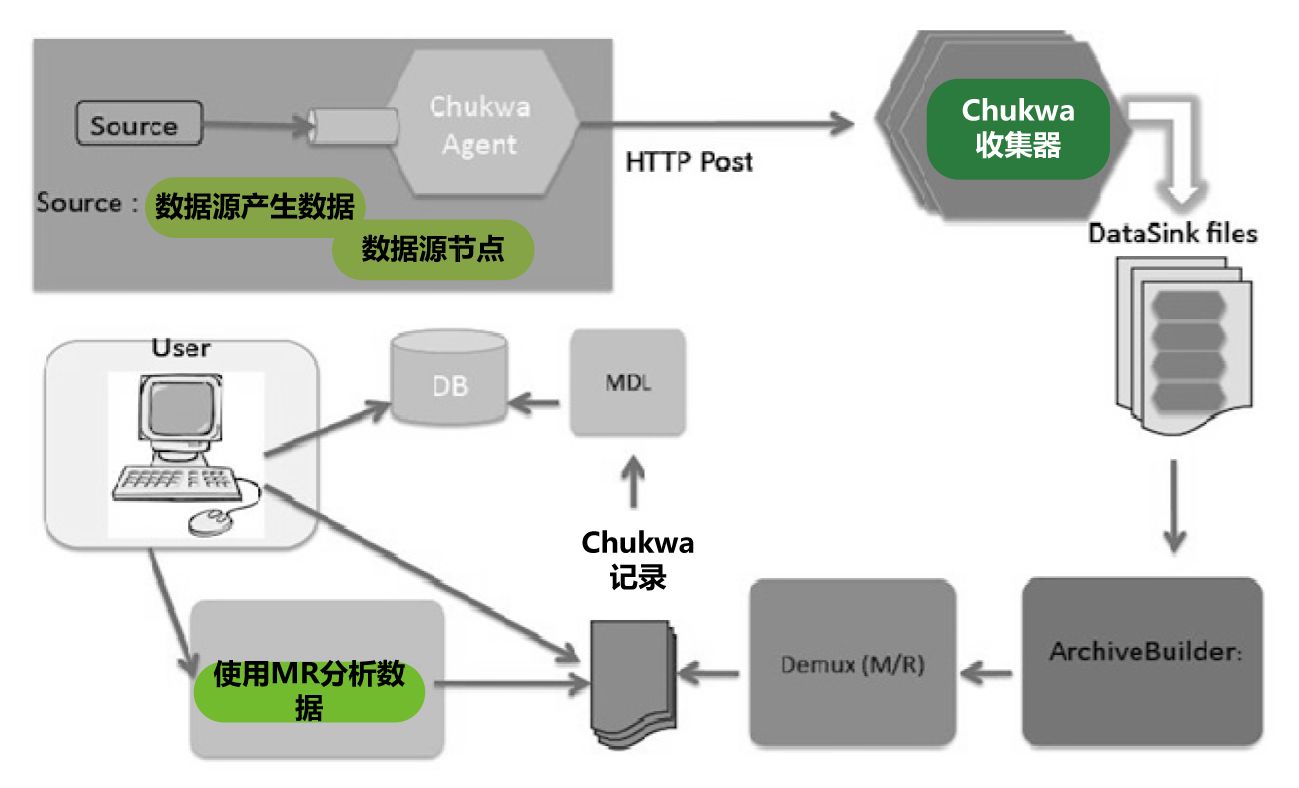 Source
Chukwa
Agent
HTTP Post
Chukwa
收集器
Source：
数据源产生数据
数据源节点
DataSink files
User
DB
MDL
Chukwa
记录
使用MR分析数
据
Demux (M/R)
ArchiveBuilder: